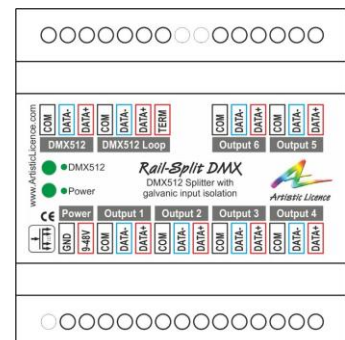 COM DATA- DATA+ COM DATA- DATA+ TERM COM DATA- DATA+ COM DATA- DATA+
DMX512 DMX512 Loop Output 6 Output 5
www.ArtisticLicence.com
DMX512
Power
Rail-Split DMX
DMX512 Splitter with
galvanic input isolation
Artistic Licence
CE
Power Output 1 Output 2 Output 3 Output 4
GND 9-48V COM DATA- DATA+ COM DATA- DATA+ COM DATA- DATA+ COM DATA- DATA+